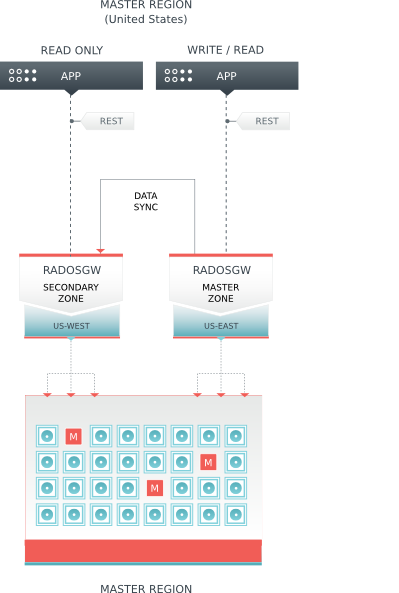 MASTER REGION
(United States)
READ ONLY
WRITE / READ
APP
APP
REST
REST
DATA
SYNC
RADOSGW
SECONDARY
ZONE
US-WEST
RADOSGW
MASTER
ZONE
US-EAST
M
M
M
MASTER REGION